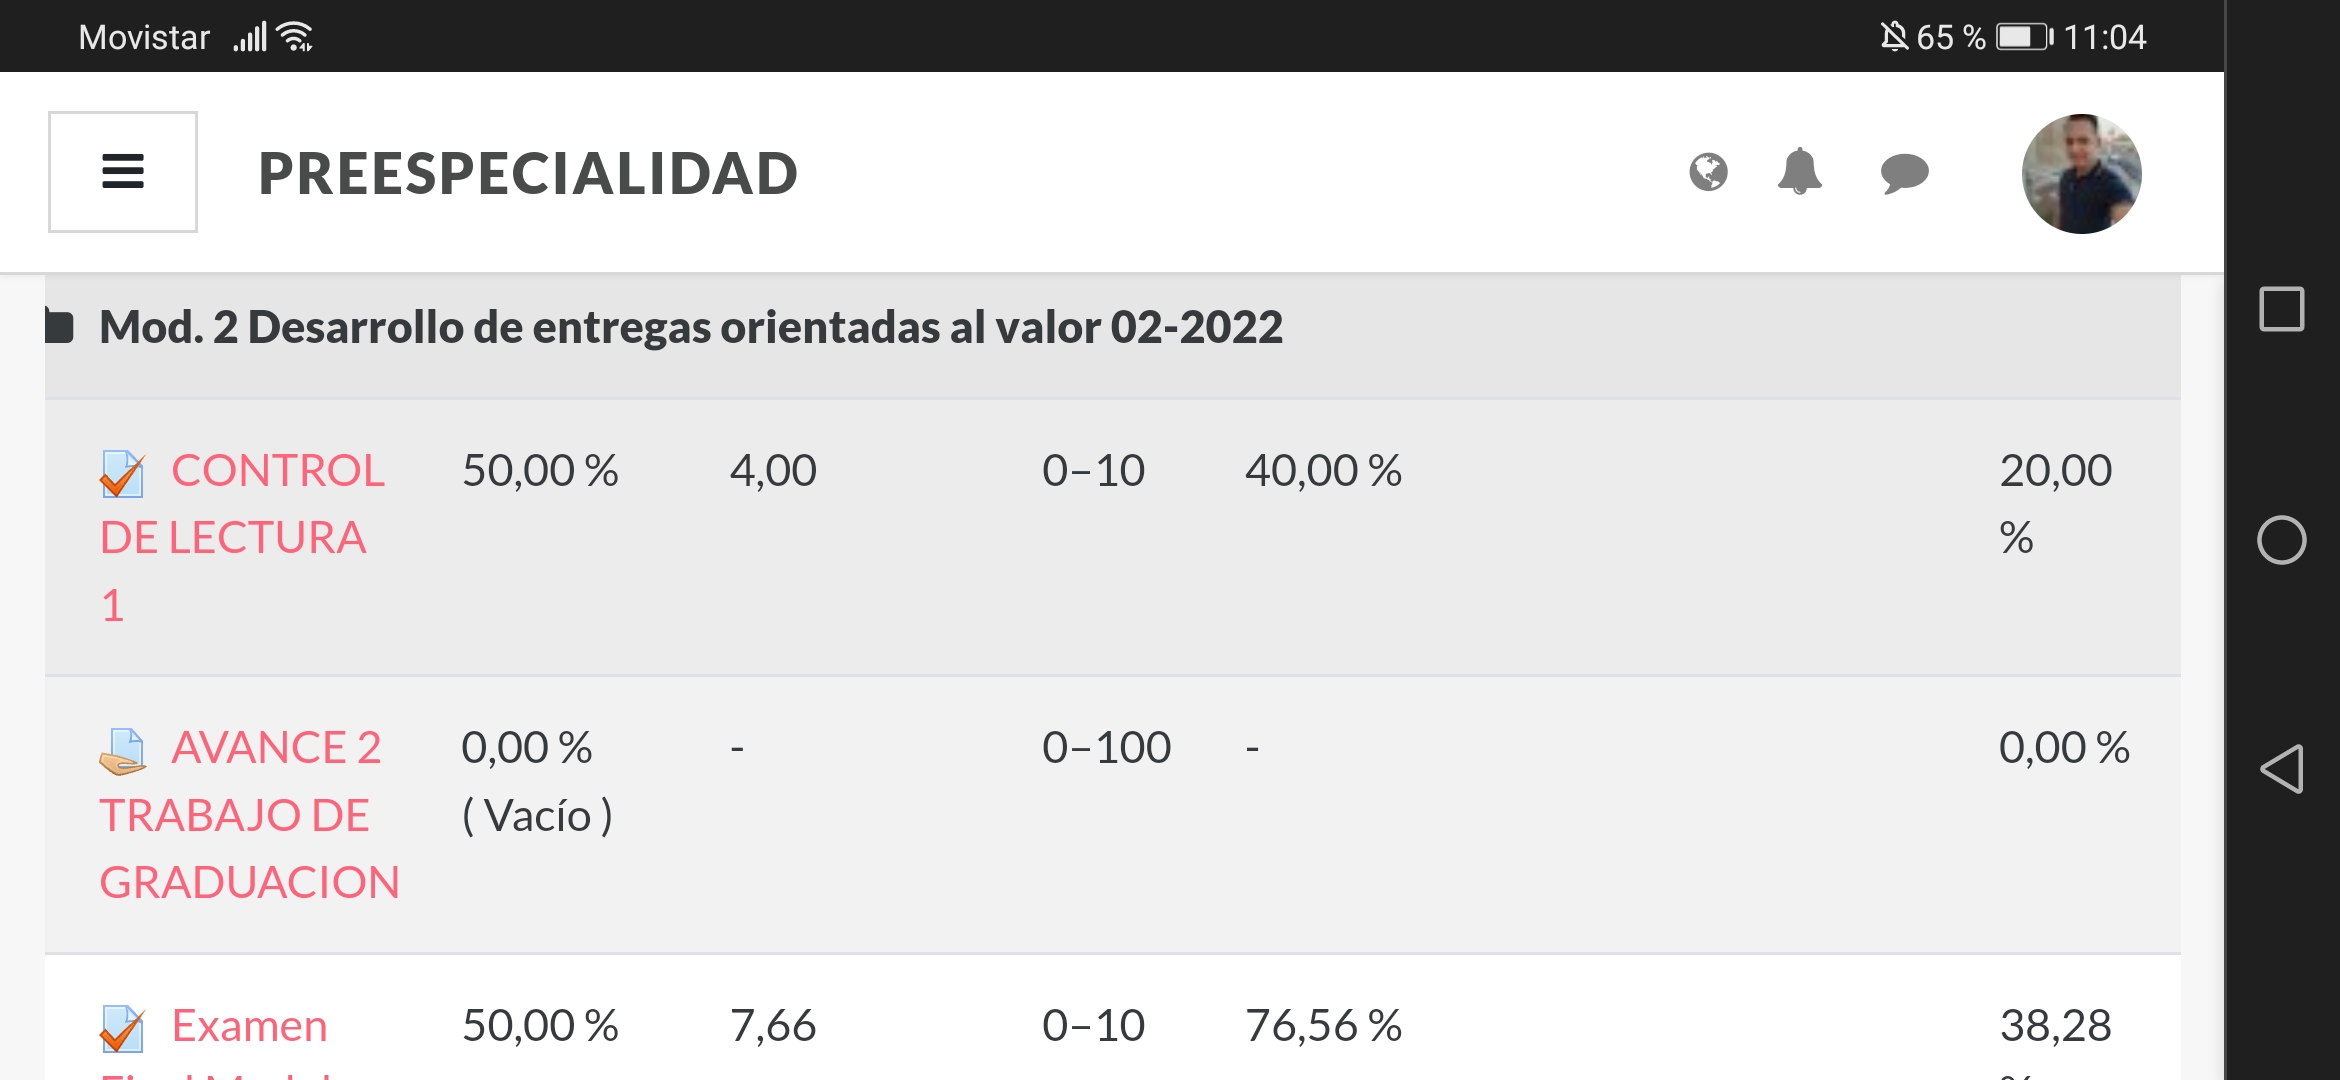 Movistar 65 % 11:04
PREESPECIALIDAD
Mod. 2 Desarrollo de entregas orientadas al valor 02-2022
CONTROL 50,00 % 4,00 0–10 40,00 % 20,00
DE LECTURA %
1
AVANCE 2 0,00 % - 0–100 - 0,00 %
TRABAJO DE ( Vacío )
GRADUACION
Examen 50,00 % 7,66 0–10 76,56 % 38,28